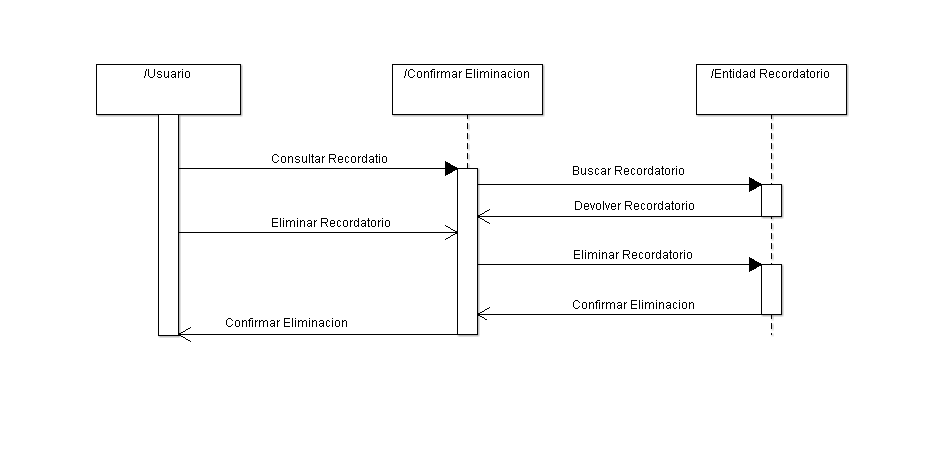 /Usuario
/Confirmar Eliminacion
/Entidad Recordatorio
Consultar Recordatio
Buscar Recordatorio
Devolver Recordatorio
Eliminar Recordatorio
Eliminar Recordatorio
Confirmar Eliminacion
Confirmar Eliminacion